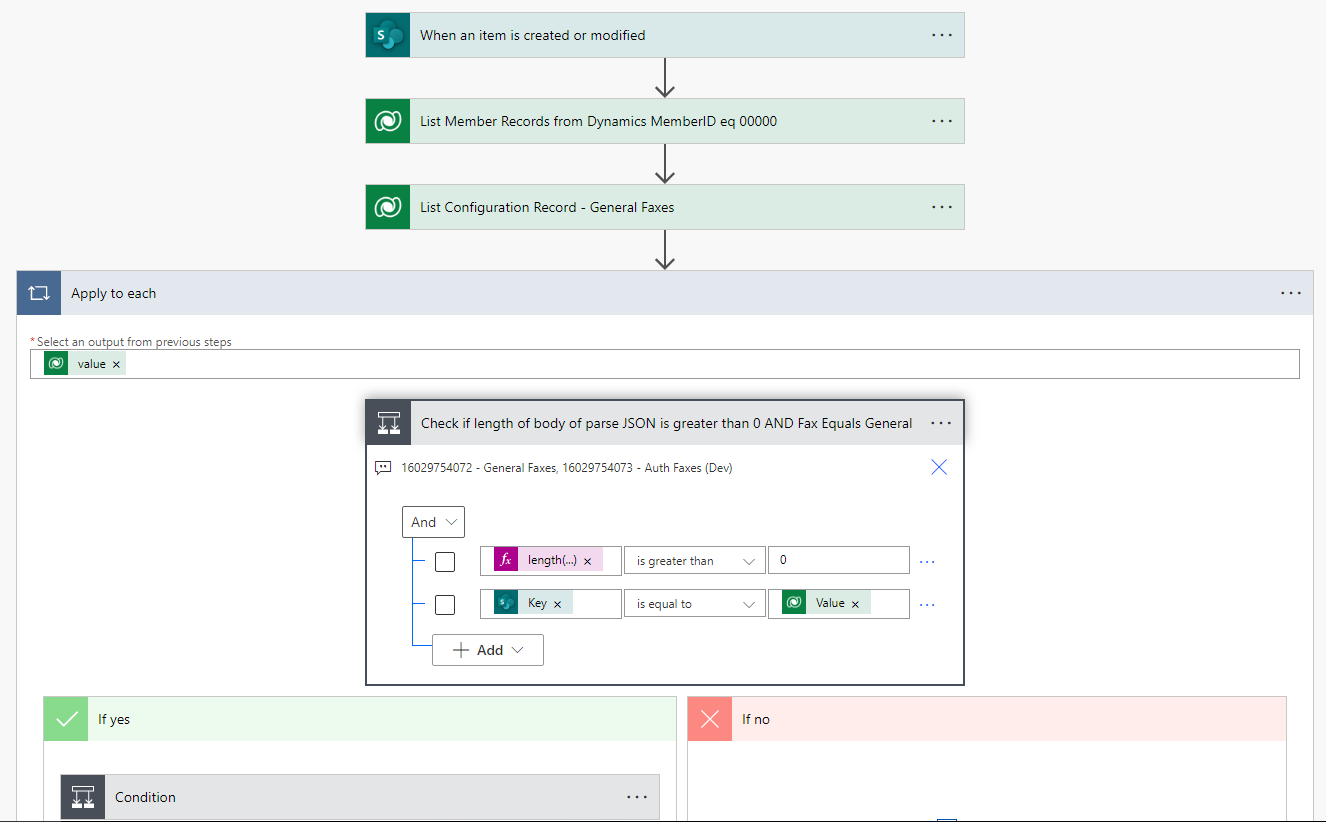 When an item is created or modified
List Member Records from Dynamics MemberID eq 00000
List Configuration Record - General Faxes
Apply to each
* Select an output from previous steps
value ×
Check if length of body of parse JSON is greater than 0 AND Fax Equals General
16029754072 - General Faxes, 16029754073 - Auth Faxes (Dev)
And
fx length(...) × is greater than 0
S Key × is equal to Value ×
+ Add
If yes
If no
Condition